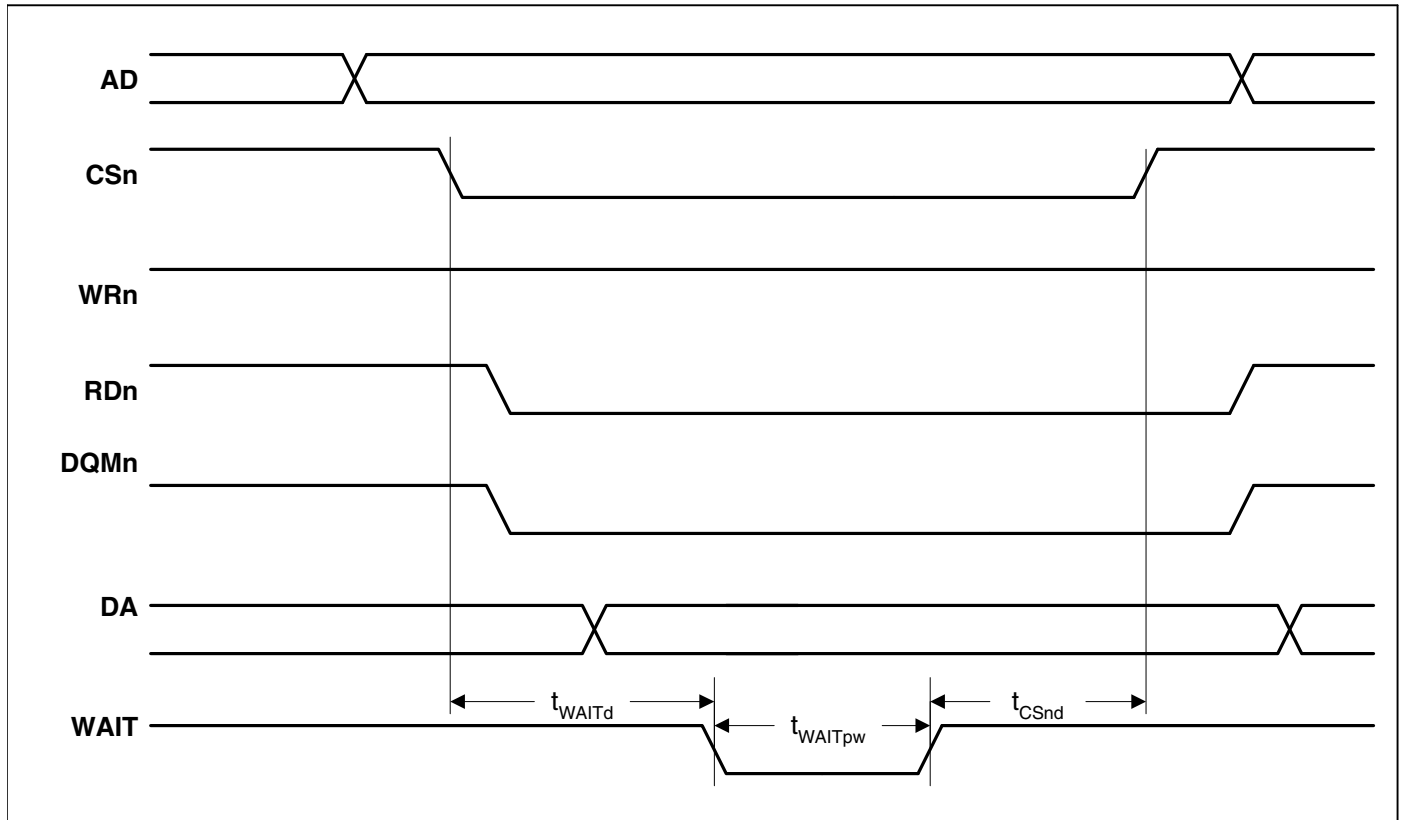 AD
CSn
WRn
RDn
DQMn
DA
WAIT
tWAITd
tWAITpw
tCSnd